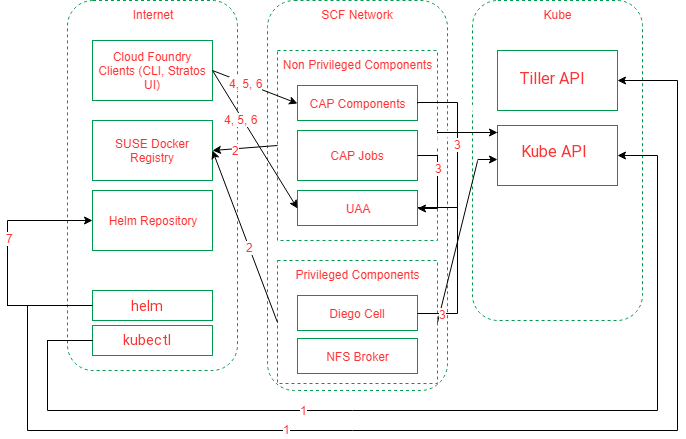 Internet
SCF Network
Kube
Cloud Foundry
Clients (CLI, Stratos
UI)
Non Privileged Components
Tiller API
4, 5, 6
CAP Components
4, 5, 6
SUSE Docker
Registry
2
CAP Jobs
3
Kube API
3
Helm Repository
UAA
7
2
Privileged Components
helm
Diego Cell
3
kubectl
NFS Broker
1
1